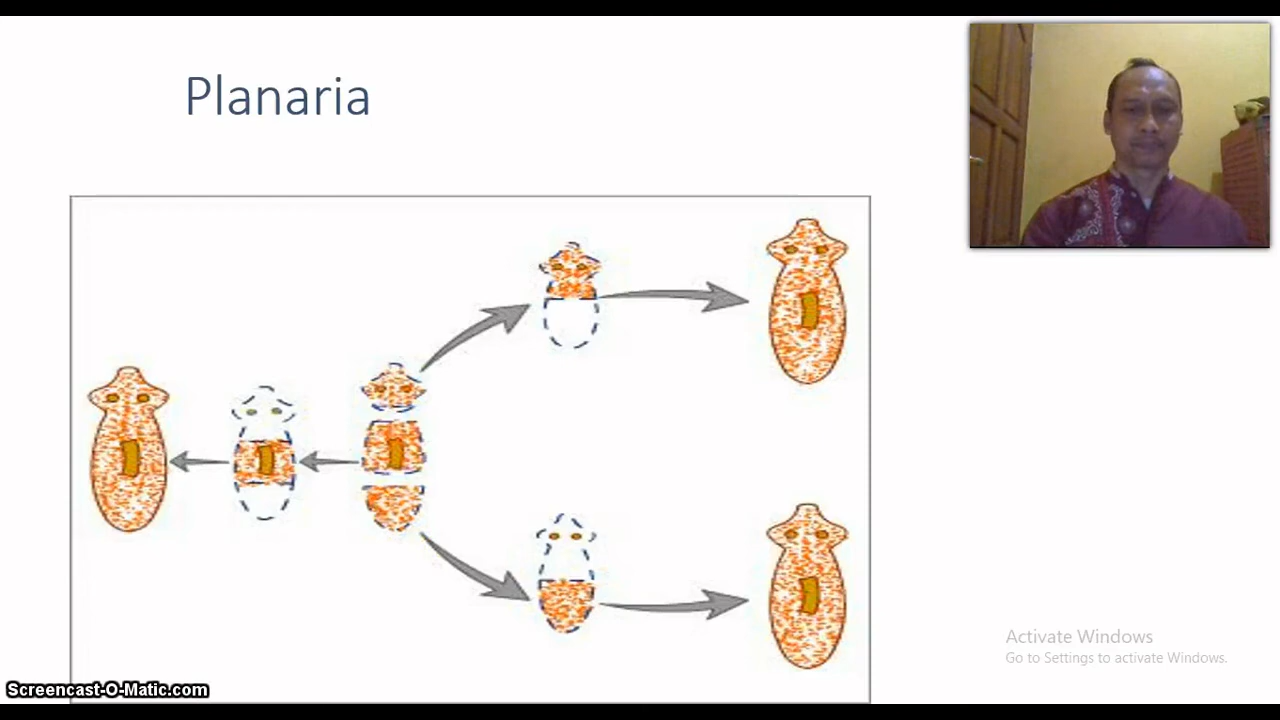 Planaria
Activate Windows
Go to Settings to activate Windows.
Screencast-O-Matic.com